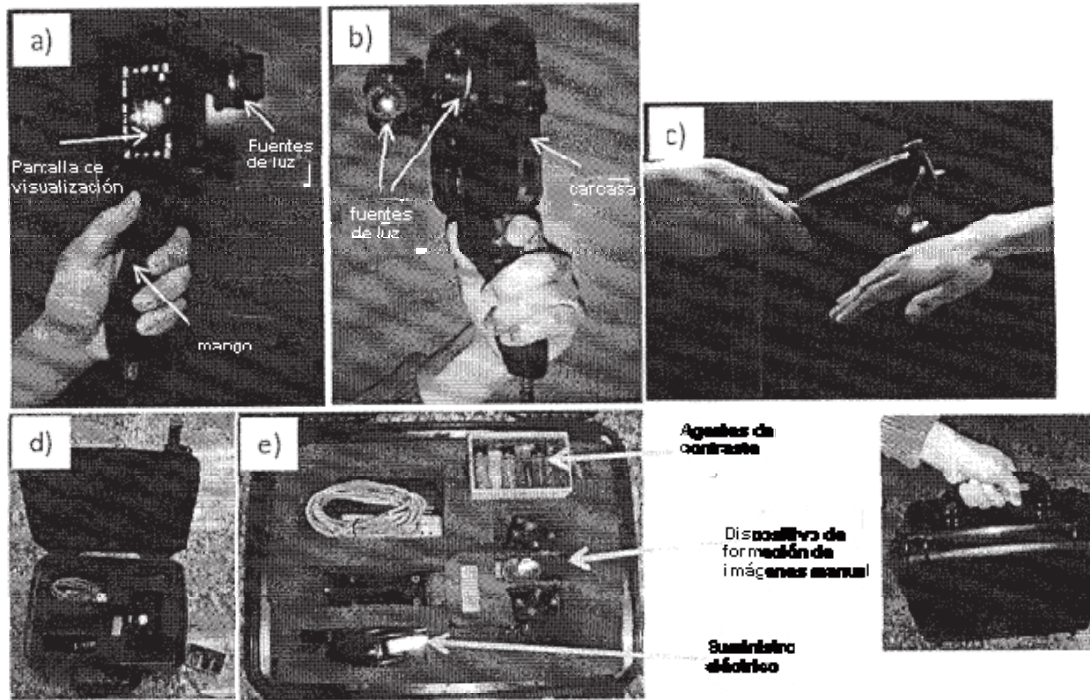 a)
Pantalla de
visualización
Fuentes
de luz
mango
b)
fuentes
de luz
carcasa
c)
d)
e)
Agentes de
contraste
Dispositivo de
formación de
imágenes manual
Suministro
eléctrico